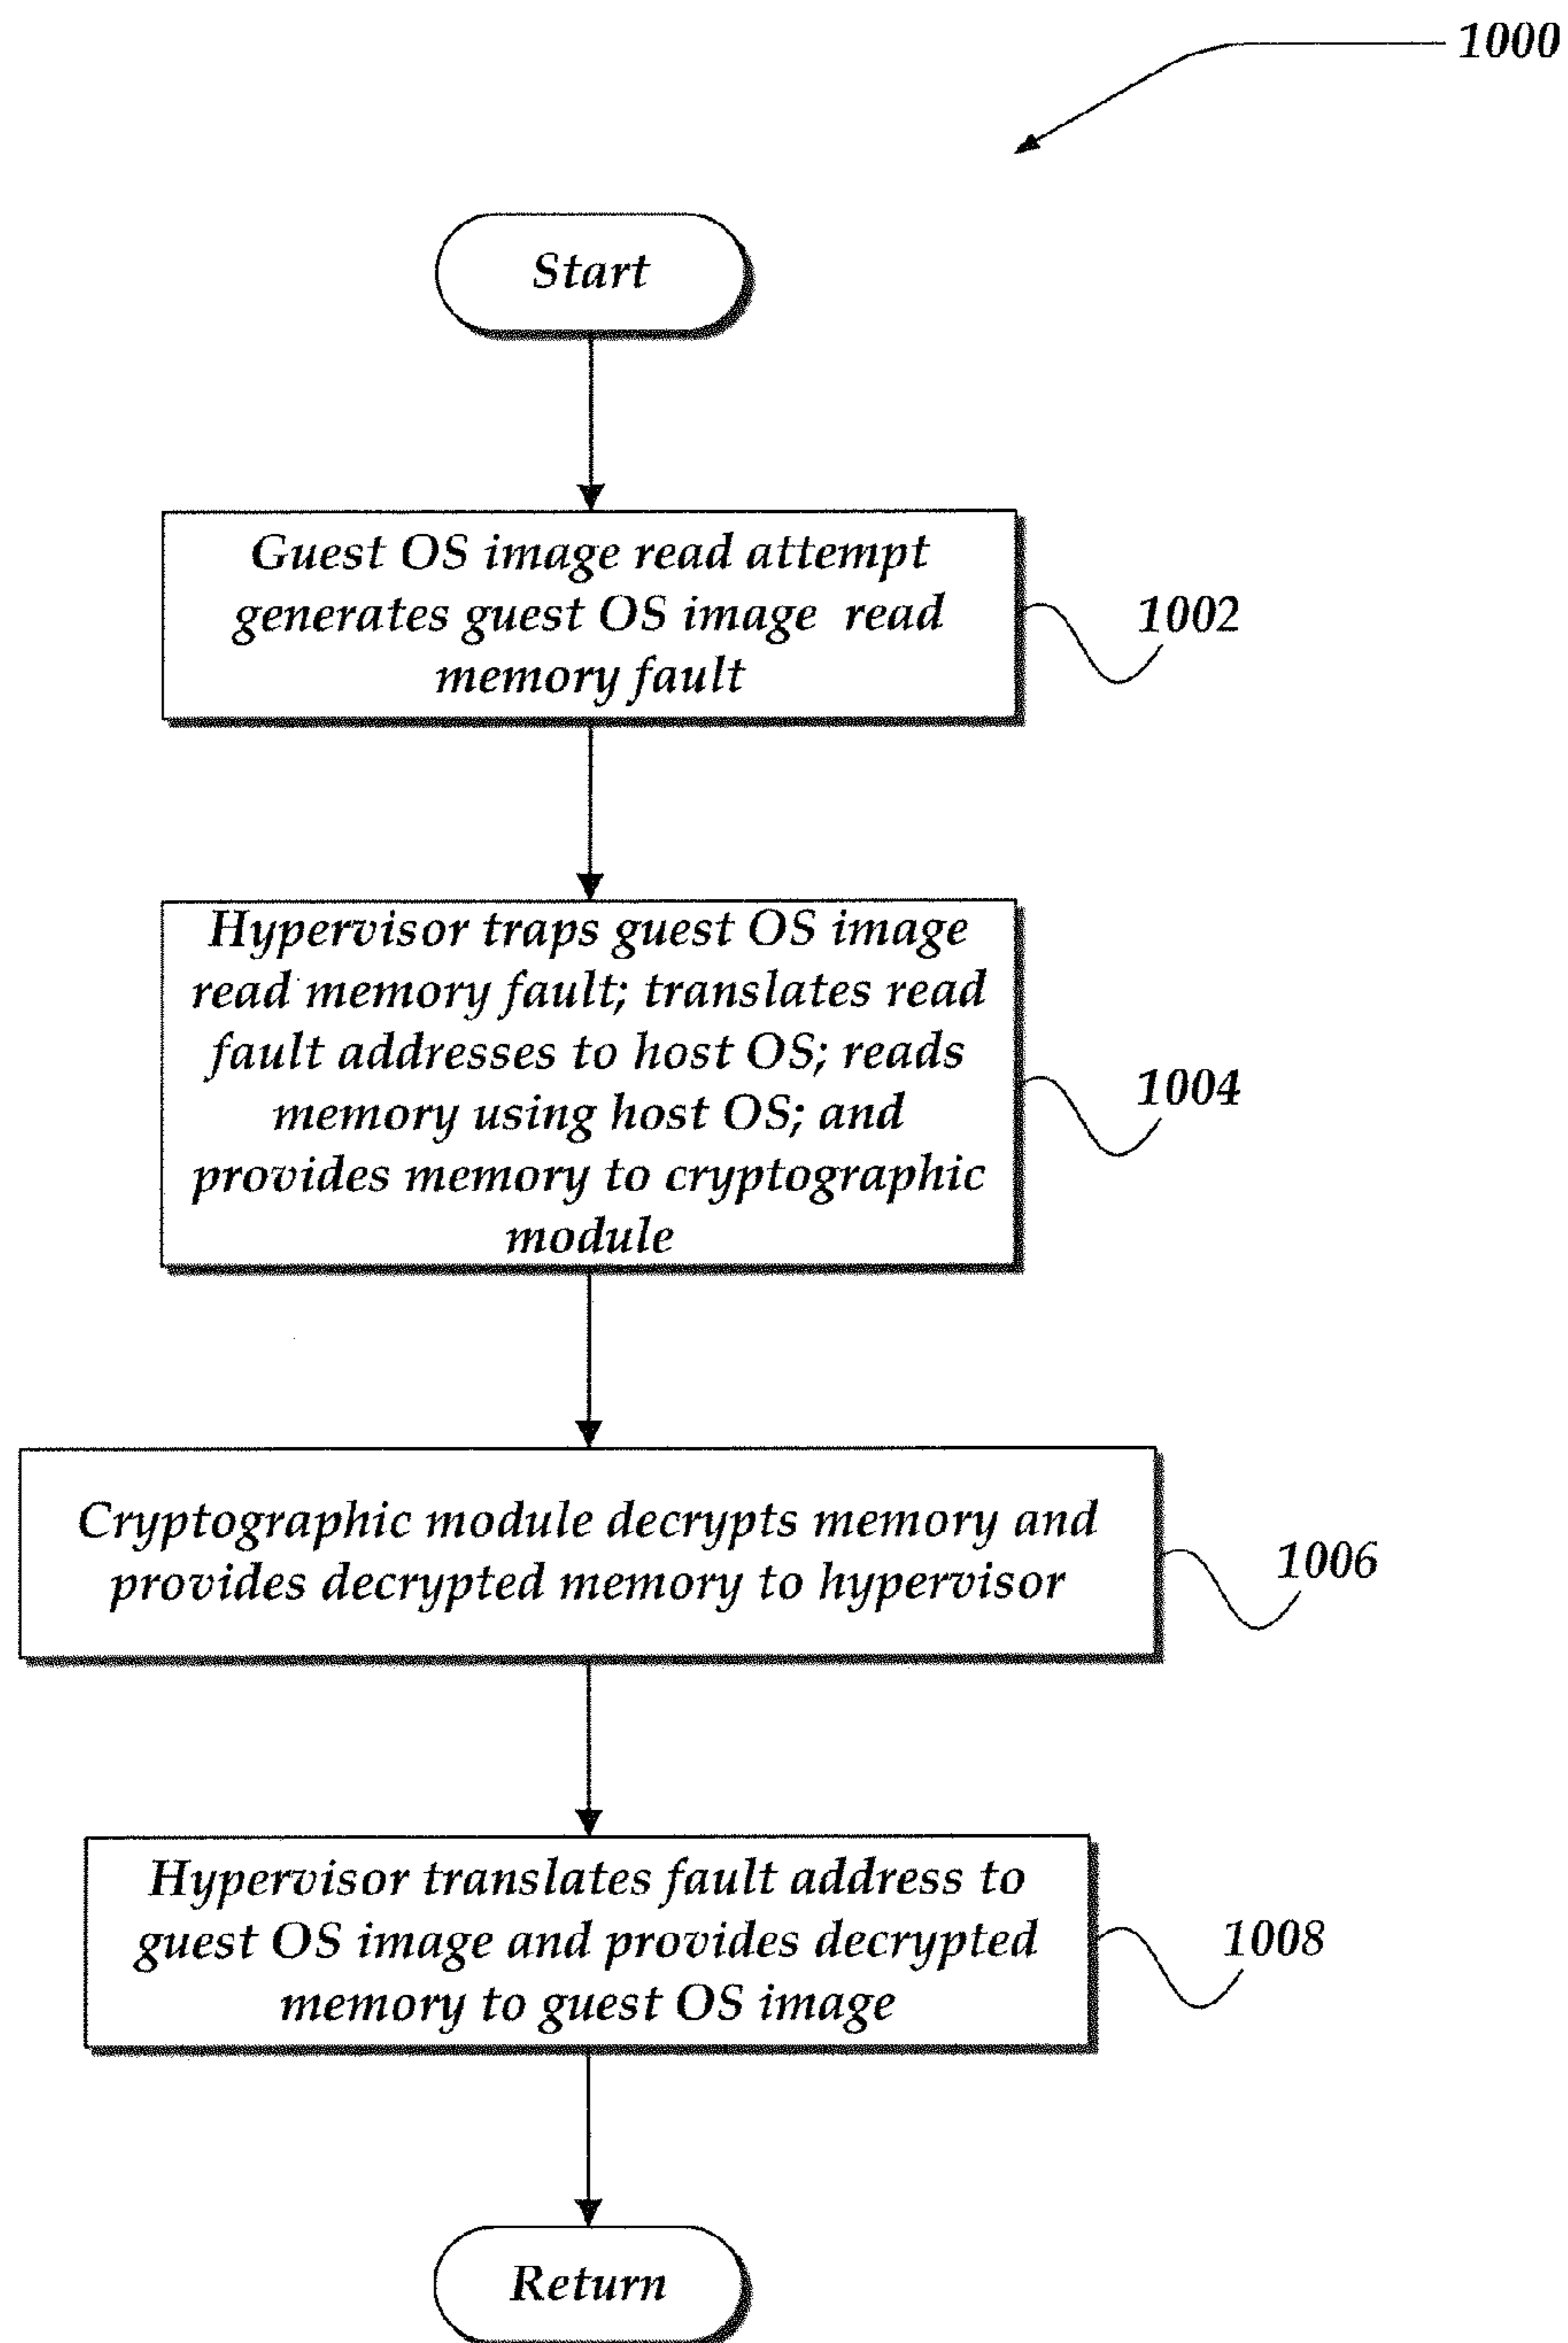 1000
Start
Guest OS image read attempt
generates guest OS image read
memory fault
1002
Hypervisor traps guest OS image
read memory fault; translates read
fault addresses to host OS; reads
memory using host OS; and
provides memory to cryptographic
module
1004
Cryptographic module decrypts memory and
provides decrypted memory to hypervisor
1006
Hypervisor translates fault address to
guest OS image and provides decrypted
memory to guest OS image
1008
Return